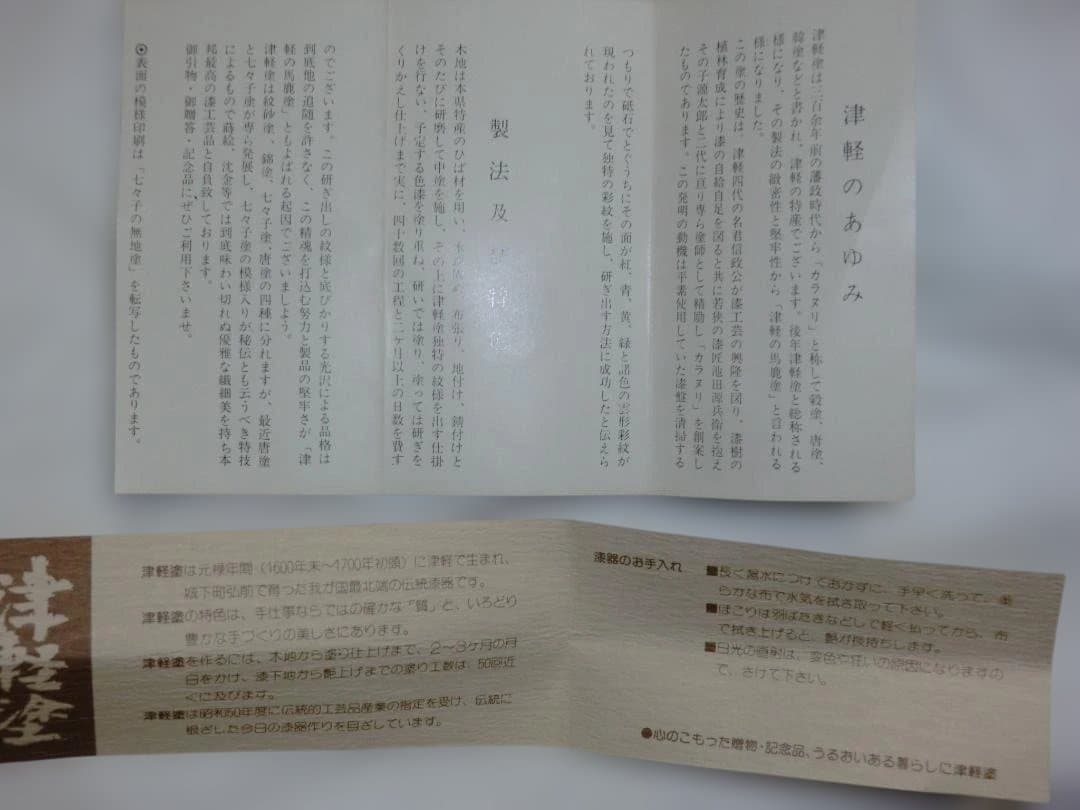 津軽のあゆみ
津軽塗は三百余年前の藩政時代から「カラヌリ」と称して殻塗、唐塗、
韓塗などと書かれ、津軽の特産でございます。後年津軽塗と総称される
様になり、その製法の緻密性と堅牢性から「津軽の馬鹿塗」と言われる
様になりました。
この塗の歴史は、津軽四代の名君信政公が漆工芸の興隆を図り、漆樹の
植林育成により漆の自給自足を図ると共に若狭の漆匠池田源兵衛を抱え
その子源太郎と二代に亘り専ら塗師として精励し「カラヌリ」を創案し
たものであります。この発明の動機は平素使用していた漆盤を清掃する
つもりで砥石でとぐうちにその面が紅、青、黄、緑と諸色の雲形彩紋が
現われたのを見て独特の彩紋を施し、研ぎ出す方法に成功したと伝えら
れております。
製法及
木地は本県特産のひば材を用い、布張り、地付け、錆付けと
そのたびに研磨して中塗を施し、その上に津軽塗独特の紋様を出す仕掛
けを行ない、予定する色漆を塗り重ね、研いでは塗り、塗っては研ぎを
くりかえし仕上げまで実に、四十数回の工程と二ヶ月以上の日数を費す
のでございます。この研ぎ出しの紋様と底びかりする光沢による品格は
到底他の追随を許さなく、この精魂を打込む努力と製品の堅牢さが「津
軽の馬鹿塗」ともよばれる起因でございましよう。
津軽塗は紋砂塗、錦塗、七々子塗、唐塗の四種に分れますが、最近唐塗
と七々子塗が専ら発展し、七々子塗の模様入りが秘伝とも云うべき特技
によるもので蒔絵、沈金等では到底味わい切れぬ優雅な繊細美を持ち本
邦最高の漆工芸品と自負致しております。
御引物・御贈答・記念品にぜひご利用下さいませ。
◉表面の模様印刷は「七々子の無地塗」を転写したものであります。
津軽塗
津軽塗は元禄年間（1600年末〜1700年初頭）に津軽で生まれ、
城下町弘前で育った我が国最北端の伝統漆器です。
津軽塗の特色は、手仕事ならではの確かな「質」と、いろどり
豊かな手づくりの美しさにあります。
津軽塗を作るには、木地から塗り仕上げまで、2〜3ヶ月の月
日をかけ、漆下地から艶上げまでの塗り工数は、50回近
くに及びます。
津軽塗は昭和50年度に伝統的工芸品産業の指定を受け、伝統に
根ざした今日の漆器作りを目ざしています。
漆器のお手入れ
■長く湯水につけておかずに、手早く洗って、柔
らかな布で水気を拭き取って下さい。
■ほこりは羽ばたきなどして軽く払ってから、布
で拭き上げると、艶が長持ちします。
■日光の直射は、変色や狂いの原因になりますの
で、さけて下さい。
●心のこもった贈物・記念品、うるおいある暮らしに津軽塗